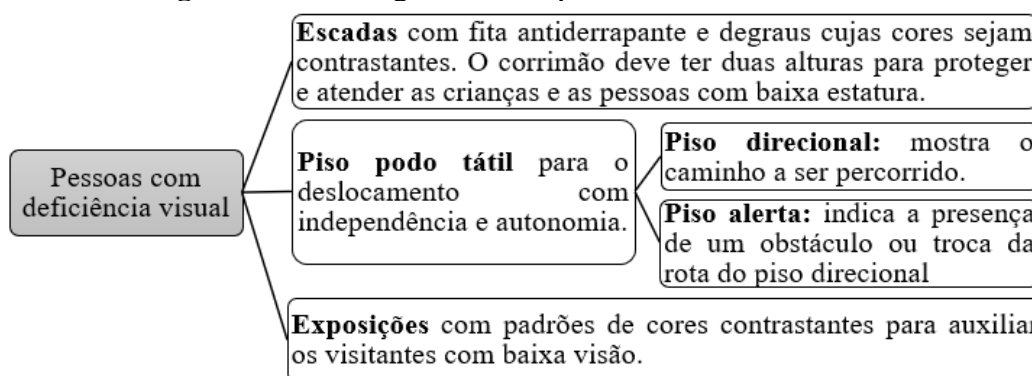 Escadas com fita antiderrapante e degraus cujas cores sejam
contrastantes. O corrimão deve ter duas alturas para proteger
e atender as crianças e as pessoas com baixa estatura.
Pessoas com
deficiência visual
Piso podo tátil para o
deslocamento com
independência e autonomia.
Piso direcional: mostra o
caminho a ser percorrido.
Piso alerta: indica a presença
de um obstáculo ou troca da
rota do piso direcional
Exposições com padrões de cores contrastantes para auxiliar
os visitantes com baixa visão.